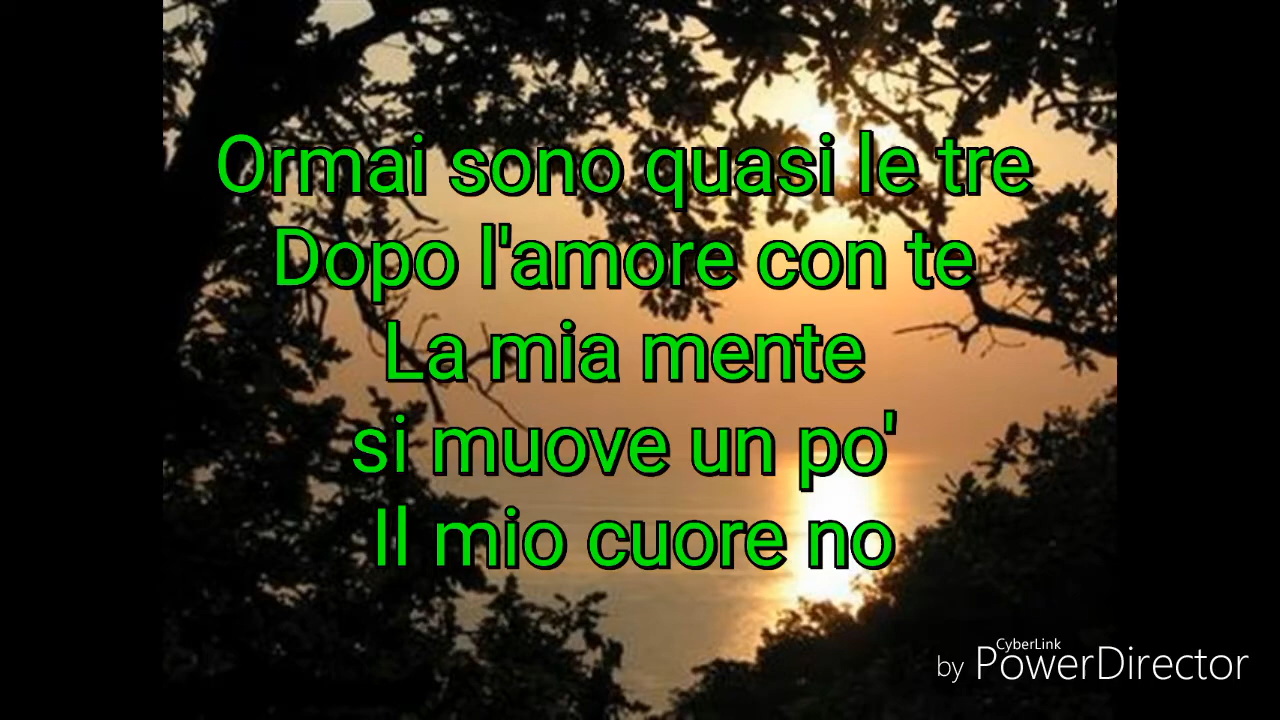 Ormai sono quasi le tre
Dopo l'amore con te
La mia mente
si muove un po'
Il mio cuore no
CyberLink
by PowerDirector